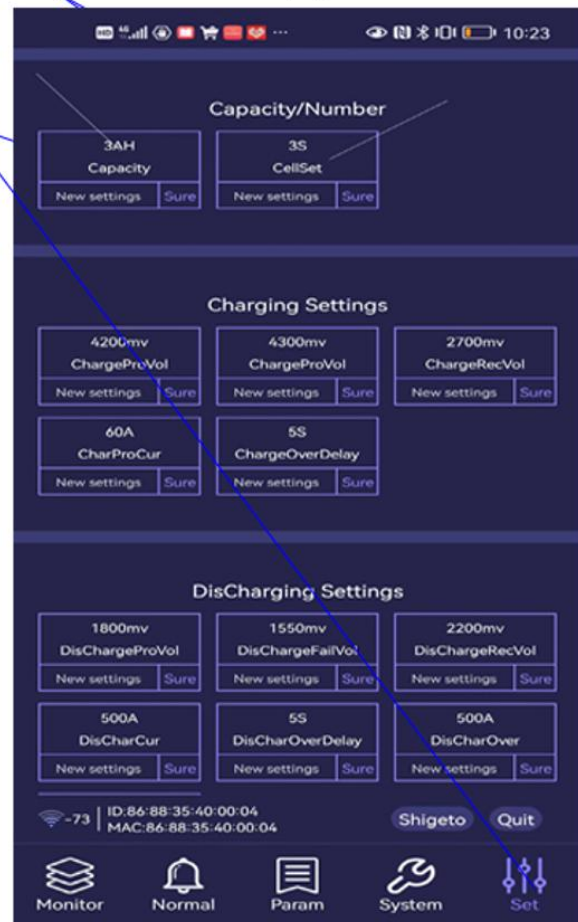 HD 4G 10:23
Capacity/Number
3AH 3S
Capacity CellSet
New settings Sure New settings Sure
Charging Settings
4200mv 4300mv 2700mv
ChargeProVol ChargeProVol ChargeRecVol
New settings Sure New settings Sure New settings Sure
60A 5S
CharProCur ChargeOverDelay
New settings Sure New settings Sure
DisCharging Settings
1800mv 1550mv 2200mv
DisChargeProVol DisChargeFailVol DisChargeRecVol
New settings Sure New settings Sure New settings Sure
500A 5S 500A
DisCharCur DisCharOverDelay DisCharOver
New settings Sure New settings Sure New settings Sure
-73 ID:86:88:35:40:00:04 Shigeto Quit
MAC:86:88:35:40:00:04
Monitor Normal Param System Set